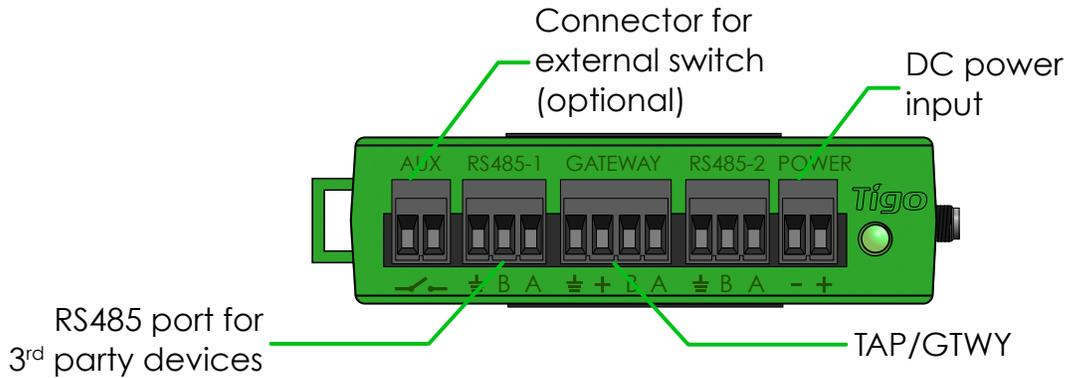 Connector for
external switch
(optional)
DC power
input
AUX RS485-1 GATEWAY RS485-2 POWER
Tigo
B A + B A B A - +
RS485 port for
3rd party devices
TAP/GTWY